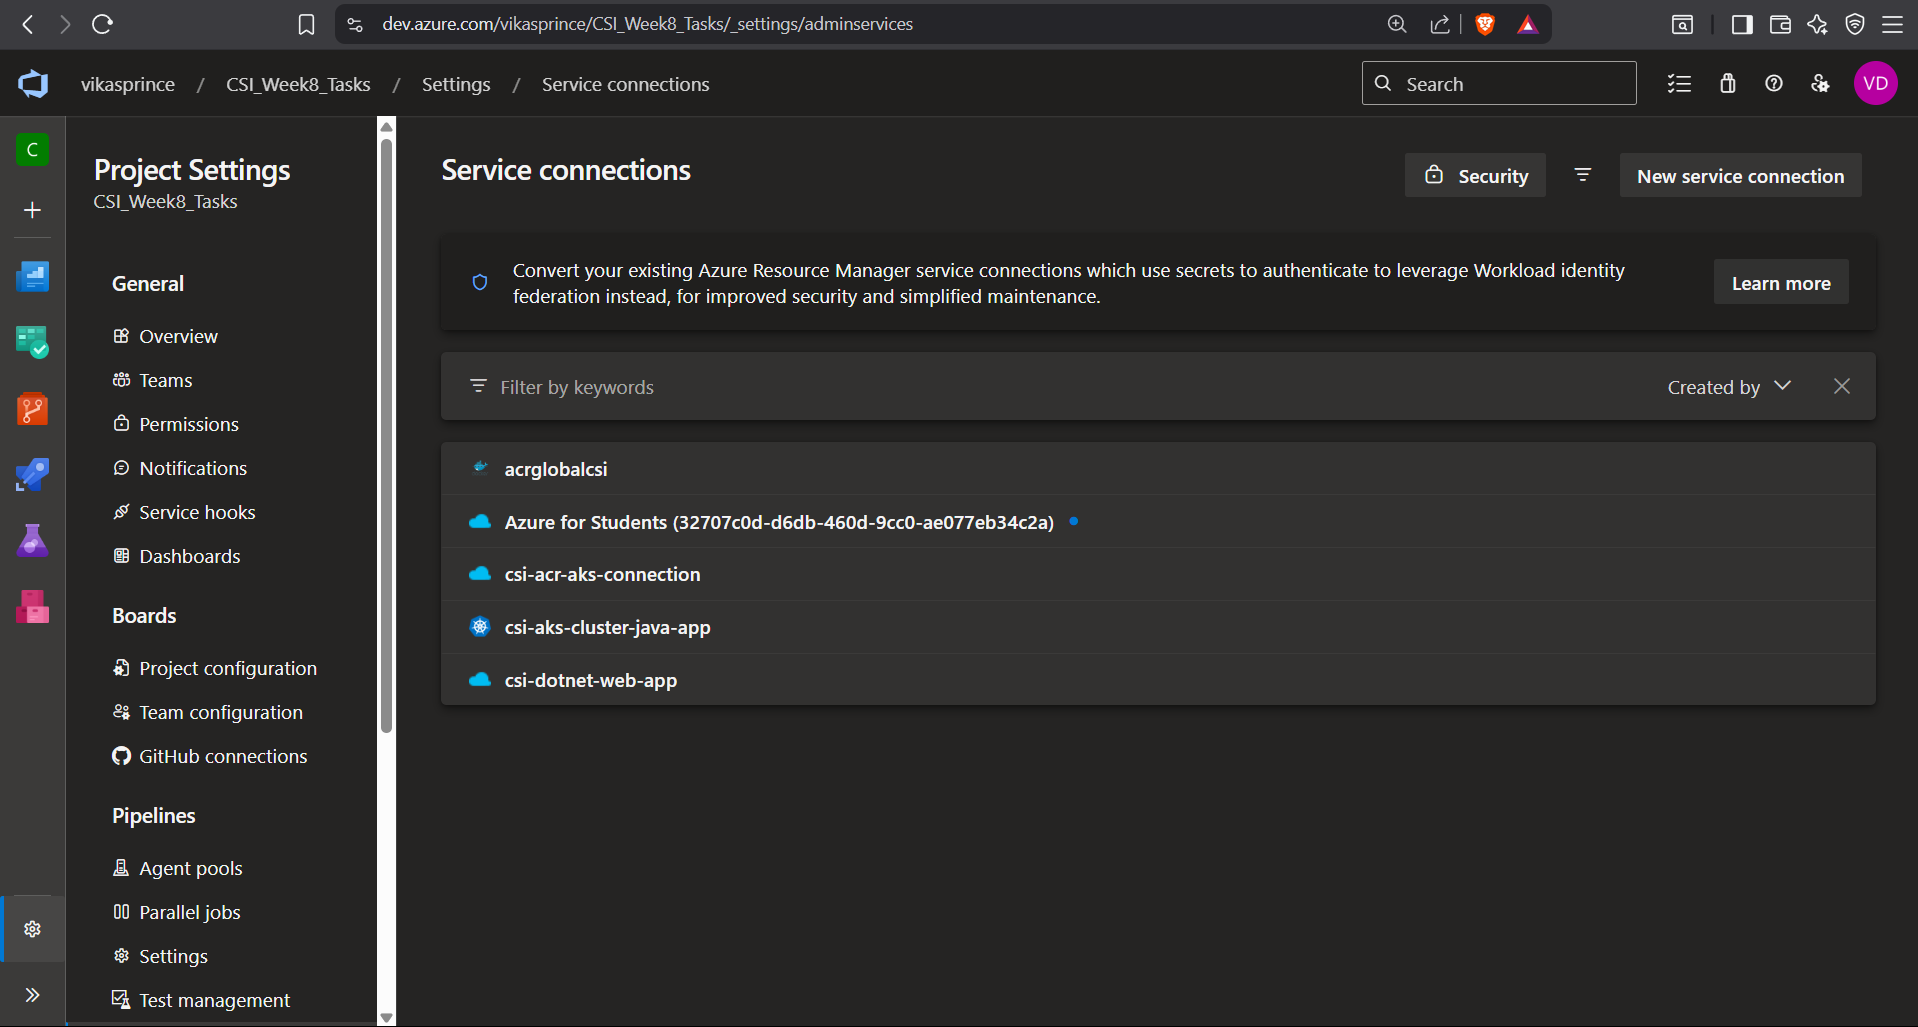 dev.azure.com/vikasprince/CSI_Week8_Tasks/_settings/adminservices
vikasprince / CSI_Week8_Tasks / Settings / Service connections
Search
VD
C
Project Settings
CSI_Week8_Tasks
General
Overview
Teams
Permissions
Notifications
Service hooks
Dashboards
Boards
Project configuration
Team configuration
GitHub connections
Pipelines
Agent pools
Parallel jobs
Settings
Test management
Service connections
Security
New service connection
Convert your existing Azure Resource Manager service connections which use secrets to authenticate to leverage Workload identity
federation instead, for improved security and simplified maintenance.
Learn more
Filter by keywords
Created by
acrglobalcsi
Azure for Students (32707c0d-d6db-460d-9cc0-ae077eb34c2a)
csi-acr-aks-connection
csi-aks-cluster-java-app
csi-dotnet-web-app